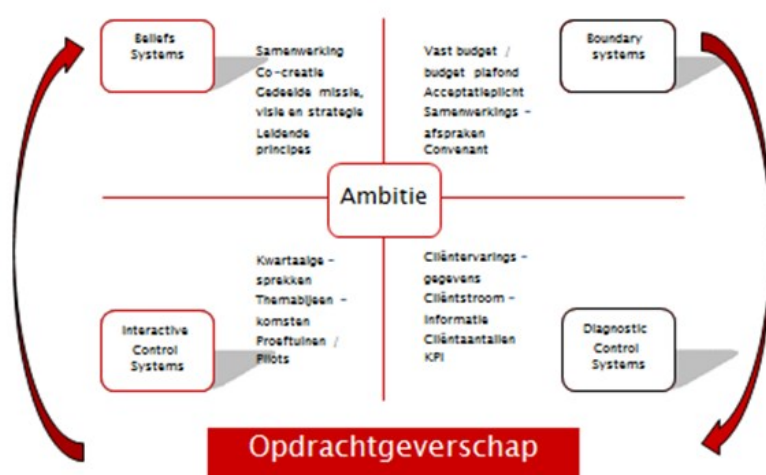 Beliefs
Systems
Samenwerking
Co-creatie
Gedeelde missie,
visie en strategie
Leidende
principes
Vast budget /
budget plafond
Acceptatieplicht
Samenwerkings -
afspraken
Convenant
Boundary
systems
Ambitie
Interactive
Control
Systems
Kwartaalge -
sprekken
Themabijeen -
komsten
Proeftuinen /
Pilots
Cliëntervarings -
gegevens
Cliëntstroom -
informatie
Cliëntaantallen
KPI
Diagnostic
Control
Systems
Opdrachtgeverschap